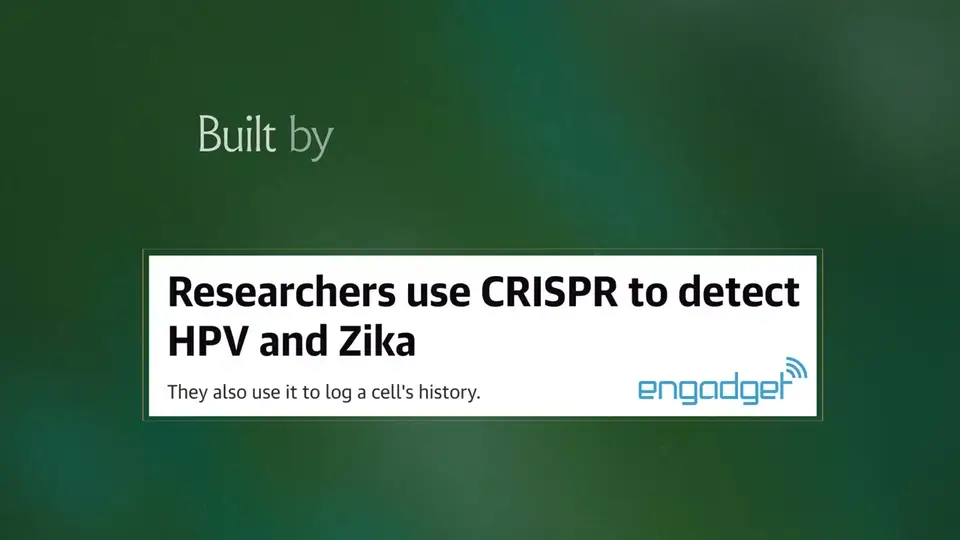 Built by
Researchers use CRISPR to detect
HPV and Zika
They also use it to log a cell's history.
engadget